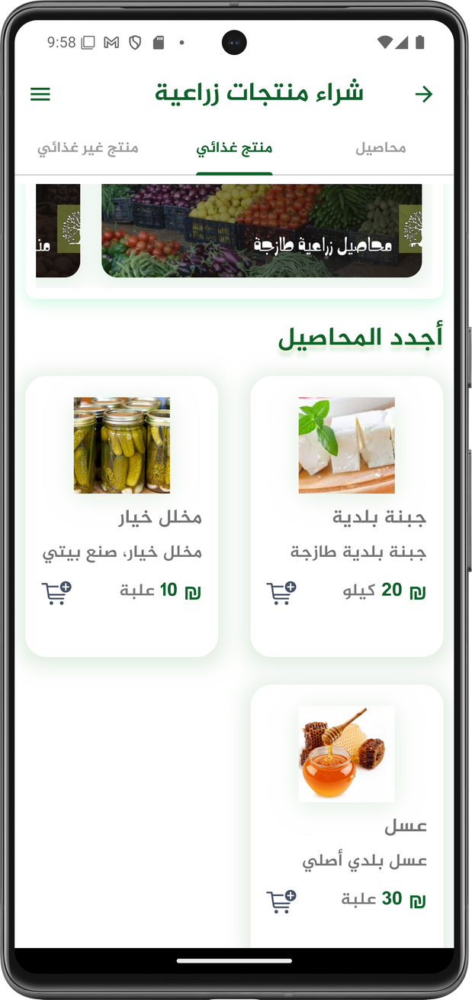 9:58
شراء منتجات زراعية
محاصيل
منتج غذائي
منتج غير غذائي
محاصيل زراعية طازجة
أجدد المحاصيل
جبنة بلدية
جبنة بلدية طازجة
₪ 20 كيلو
مخلل خيار
مخلل خيار، صنع بيتي
₪ 10 علبة
عسل
عسل بلدي أصلي
₪ 30 علبة